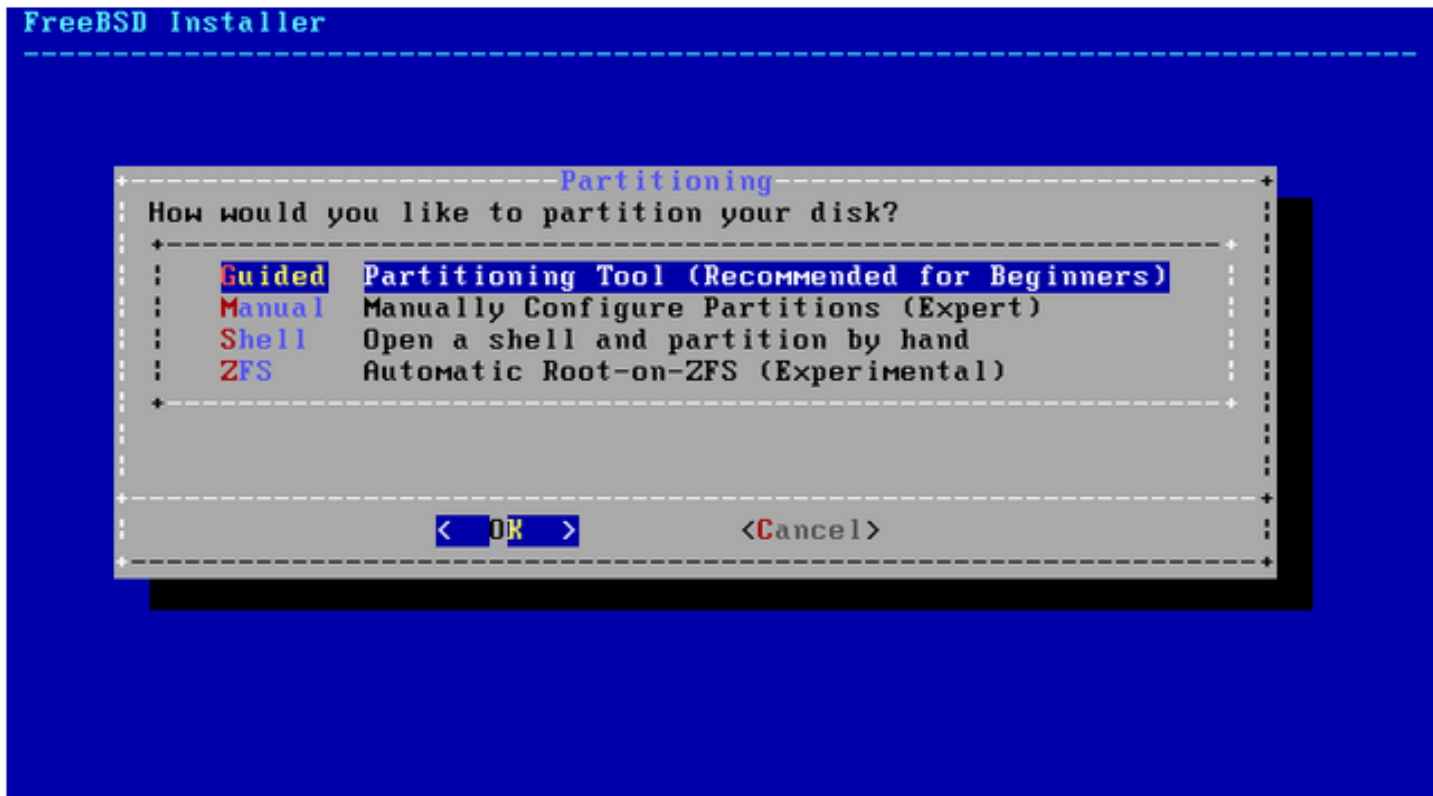 FreeBSD Installer
Partitioning
How would you like to partition your disk?
Guided Partitioning Tool (Recommended for Beginners)
Manual Manually Configure Partitions (Expert)
Shell Open a shell and partition by hand
ZFS Automatic Root-on-ZFS (Experimental)
< OK > <Cancel>